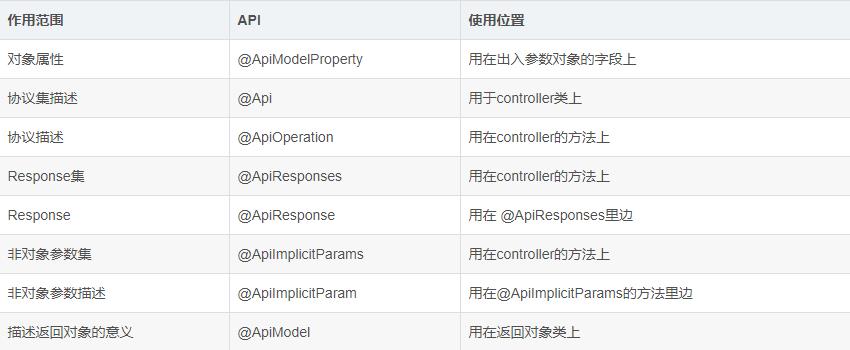 作用范围 API 使用位置
对象属性 @ApiModelProperty 用在出入参数对象的字段上
协议集描述 @Api 用于controller类上
协议描述 @ApiOperation 用在controller的方法上
Response集 @ApiResponses 用在controller的方法上
Response @ApiResponse 用在 @ApiResponses里边
非对象参数集 @ApiImplicitParams 用在controller的方法上
非对象参数描述 @ApiImplicitParam 用在@ApiImplicitParams的方法里边
描述返回对象的意义 @ApiModel 用在返回对象类上